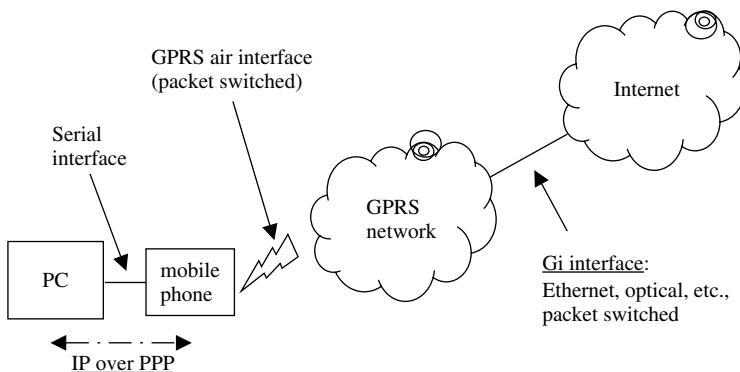 GPRS air interface
(packet switched)
Internet
Serial
interface
GPRS
network
PC
mobile
phone
Gi interface:
Ethernet, optical, etc.,
packet switched
IP over PPP